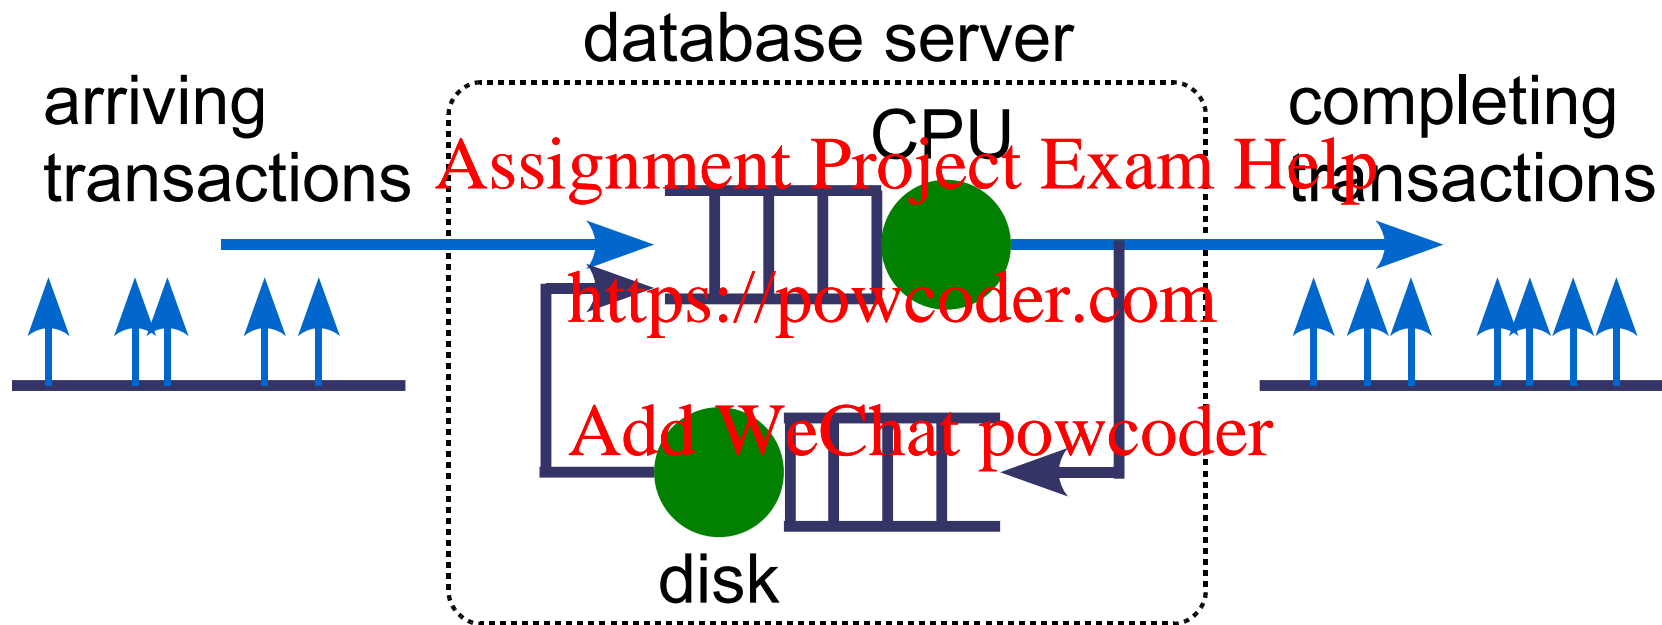 database server
arriving
transactions
CPU
completing
transactions
Assignment Project Exam Help
https://powcoder.com
Add WeChat powcoder
disk